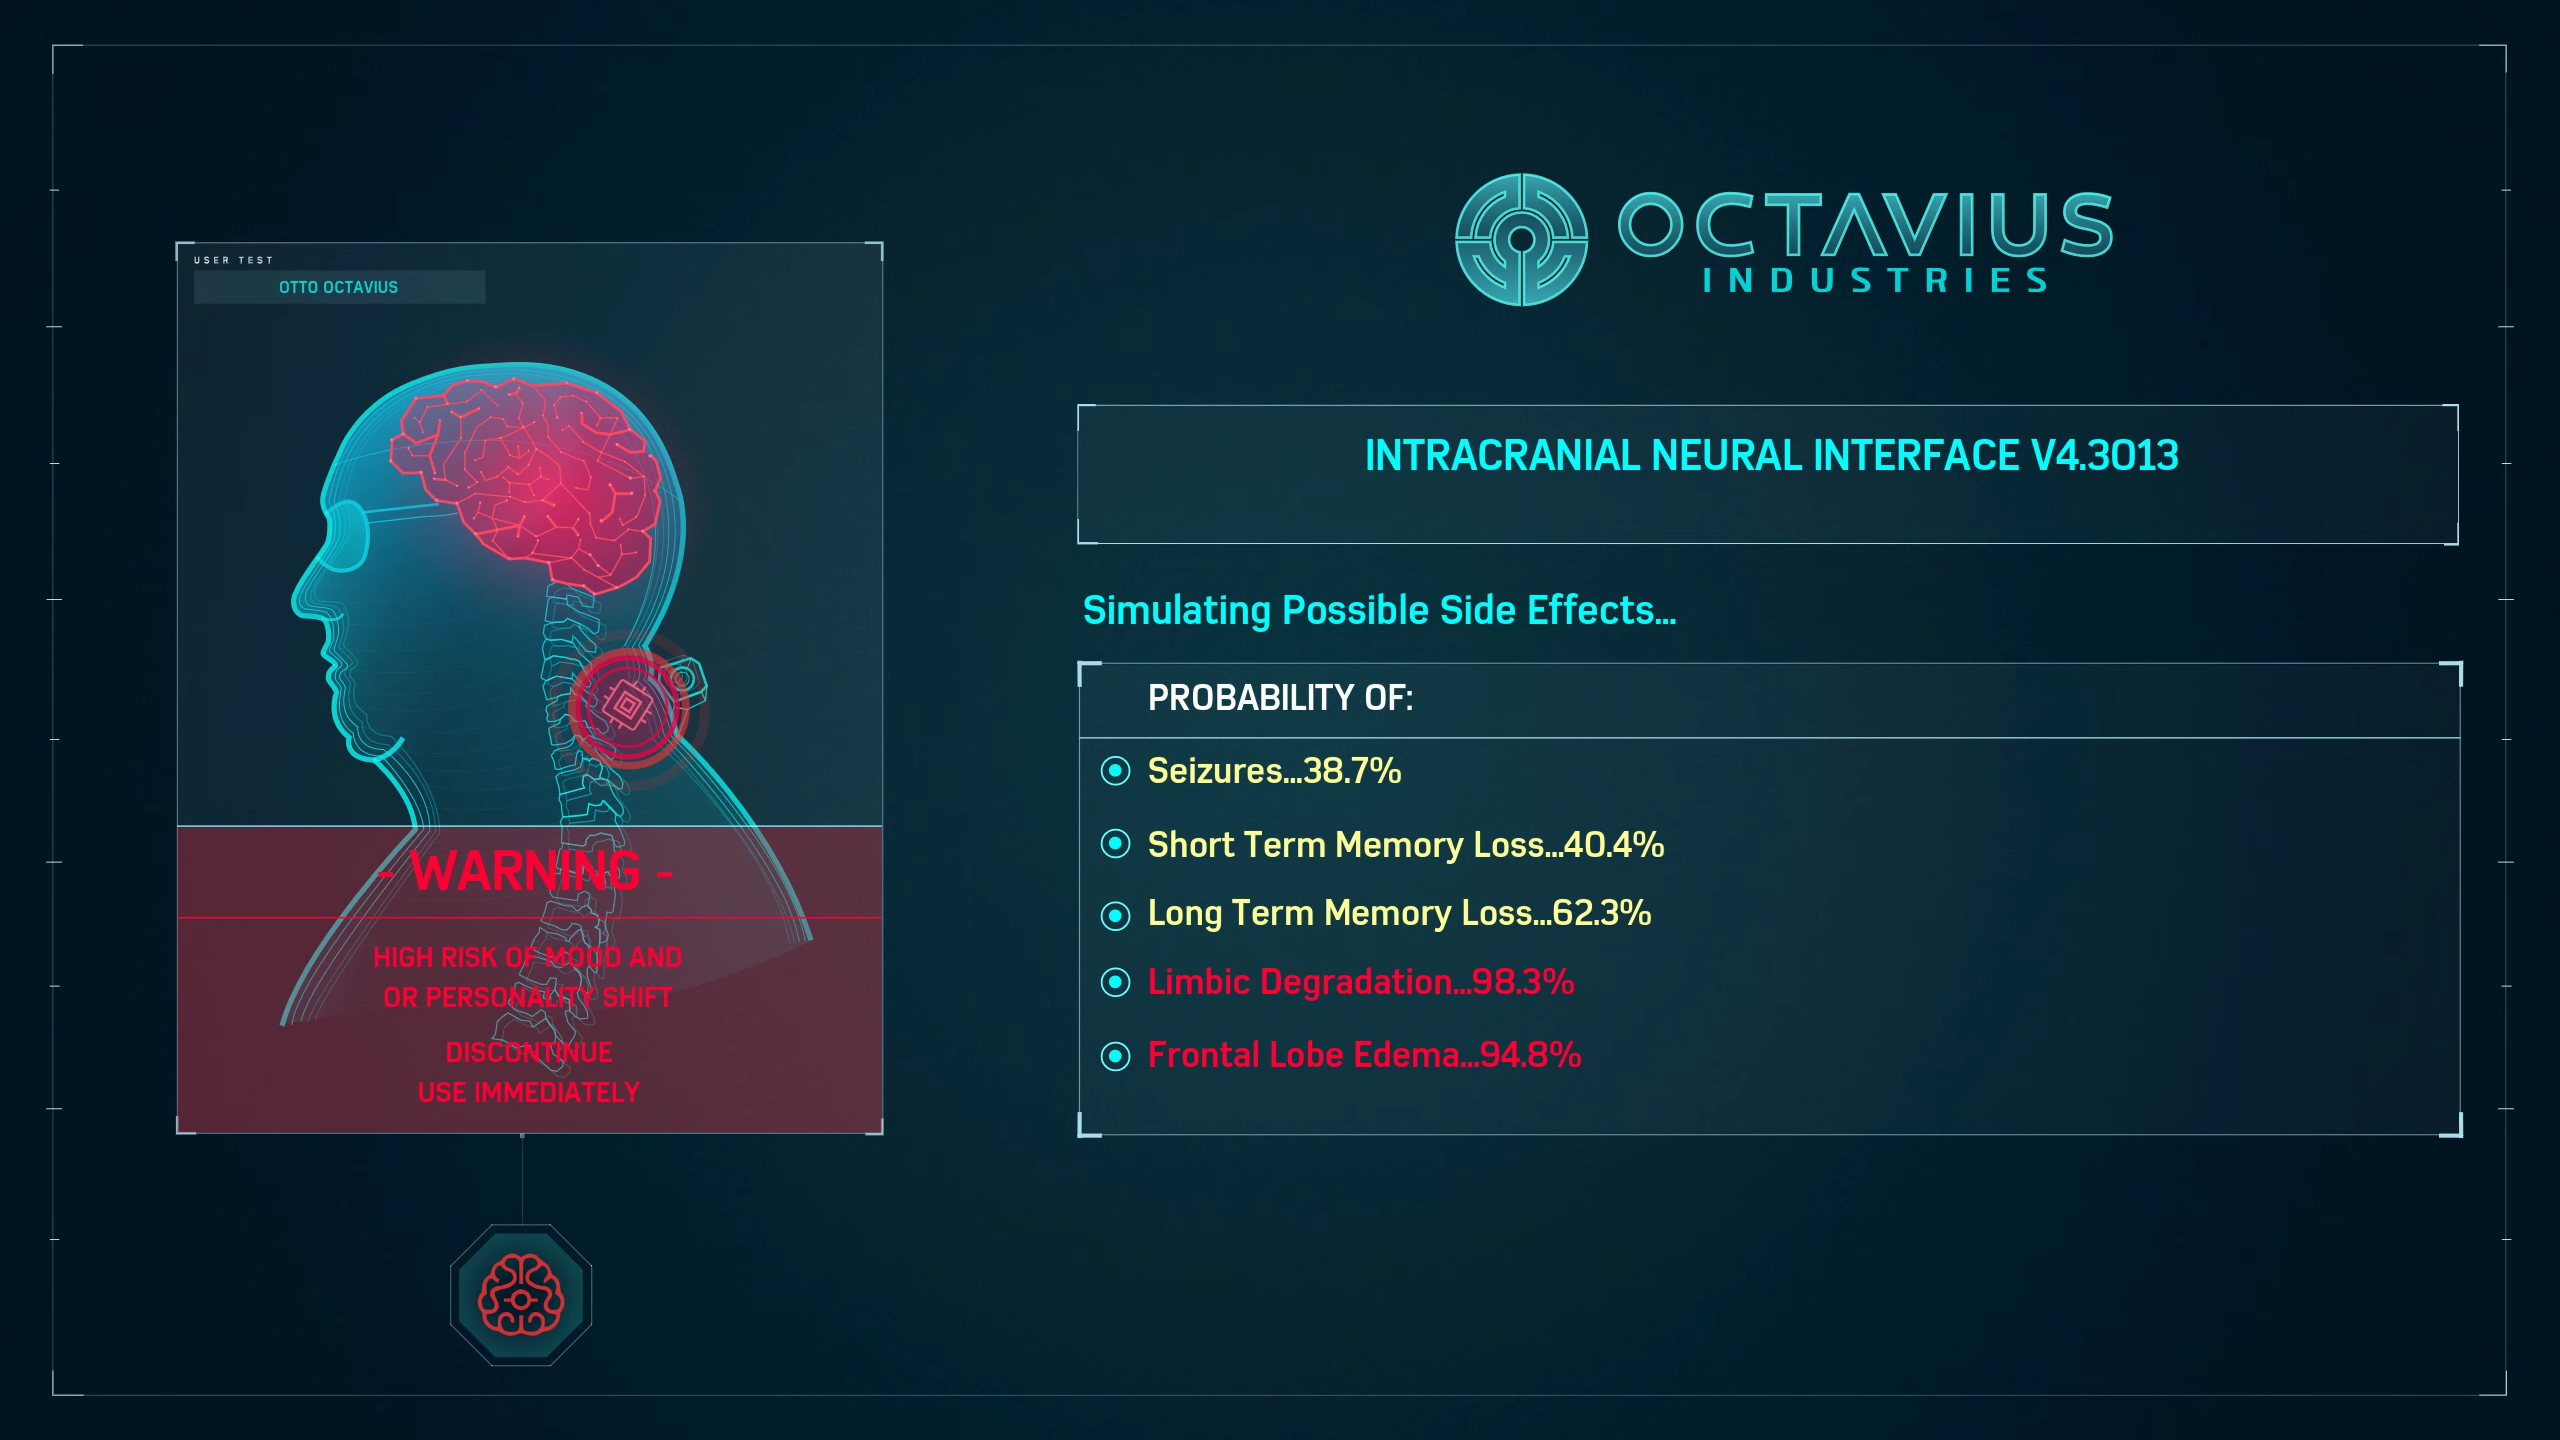 USER TEST
OTTO OCTAVIUS
- WARNING -
HIGH RISK OF MOOD AND
OR PERSONALITY SHIFT
DISCONTINUE
USE IMMEDIATELY
OCTAVIUS
INDUSTRIES
INTRACRANIAL NEURAL INTERFACE V4.3013
Simulating Possible Side Effects...
PROBABILITY OF:
Seizures...38.7%
Short Term Memory Loss...40.4%
Long Term Memory Loss...62.3%
Limbic Degradation...98.3%
Frontal Lobe Edema...94.8%